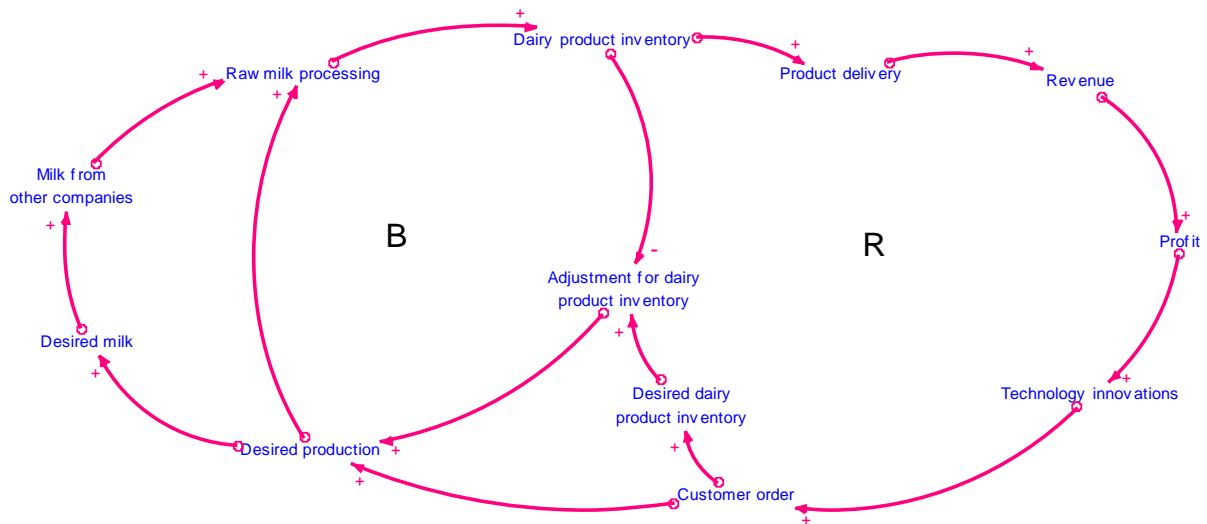 +
+
Dairy product inventory
+
Product delivery
+
Revenue
+
Raw milk processing
+
Milk from
other companies
+
B
R
+
Profit
-
Adjustment for dairy
product inventory
+
Desired milk
+
+
Technology innovations
Desired dairy
product inventory
+
Desired production
+
+
Customer order
+